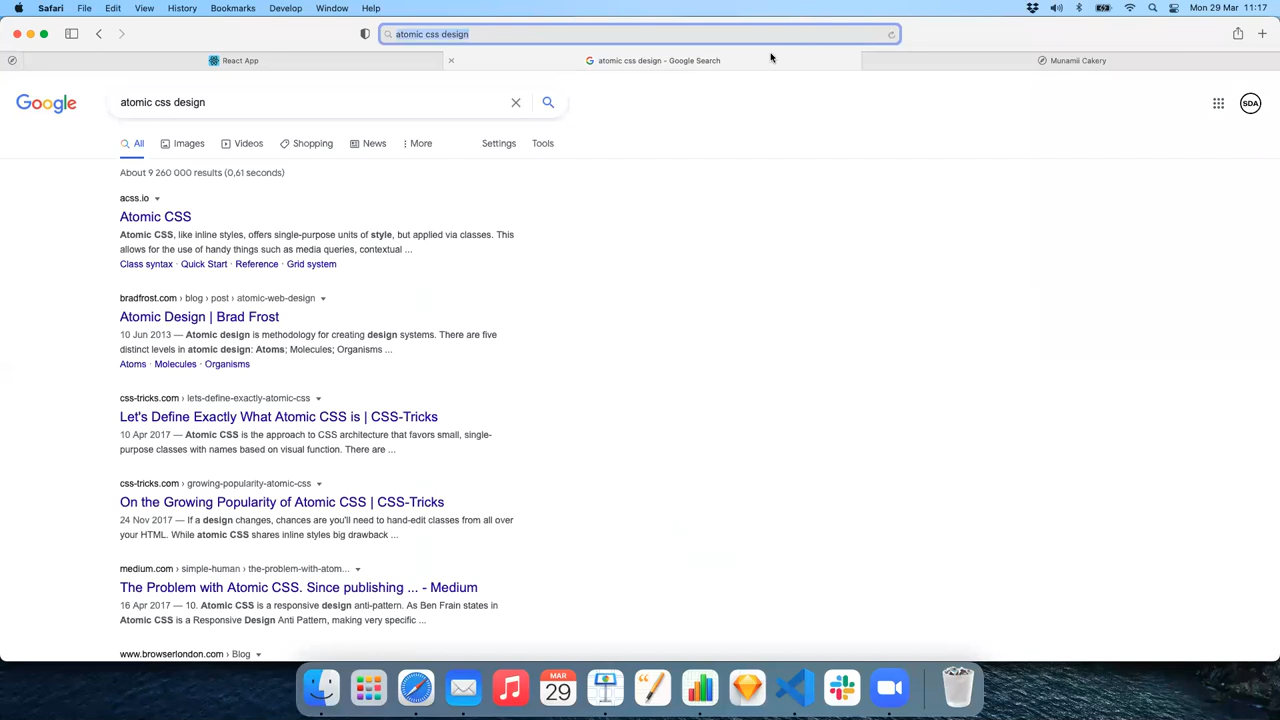 Safari File Edit View History Bookmarks Develop Window Help Mon 29 Mar 11:17
atomic css design
React App
atomic css design - Google Search
Munamii Cakery
Google
atomic css design
SDA
All Images Videos Shopping News More Settings Tools
About 9 260 000 results (0,61 seconds)
acss.io
Atomic CSS
Atomic CSS, like inline styles, offers single-purpose units of style, but applied via classes. This
allows for the use of handy things such as media queries, contextual ...
Class syntax · Quick Start · Reference · Grid system
bradfrost.com › blog › post › atomic-web-design
Atomic Design | Brad Frost
10 Jun 2013 — Atomic design is methodology for creating design systems. There are five
distinct levels in atomic design: Atoms; Molecules; Organisms ...
Atoms · Molecules · Organisms
css-tricks.com › lets-define-exactly-atomic-css
Let's Define Exactly What Atomic CSS is | CSS-Tricks
10 Apr 2017 — Atomic CSS is the approach to CSS architecture that favors small, single-
purpose classes with names based on visual function. There are ...
css-tricks.com › growing-popularity-atomic-css
On the Growing Popularity of Atomic CSS | CSS-Tricks
24 Nov 2017 — If a design changes, chances are you'll need to hand-edit classes from all over
your HTML. While atomic CSS shares inline styles big drawback ...
medium.com › simple-human › the-problem-with-atom...
The Problem with Atomic CSS. Since publishing ... - Medium
16 Apr 2017 — 10. Atomic CSS is a responsive design anti-pattern. As Ben Frain states in
Atomic CSS is a Responsive Design Anti Pattern, making very specific ...
www.browserlondon.com › Blog
MAR
29